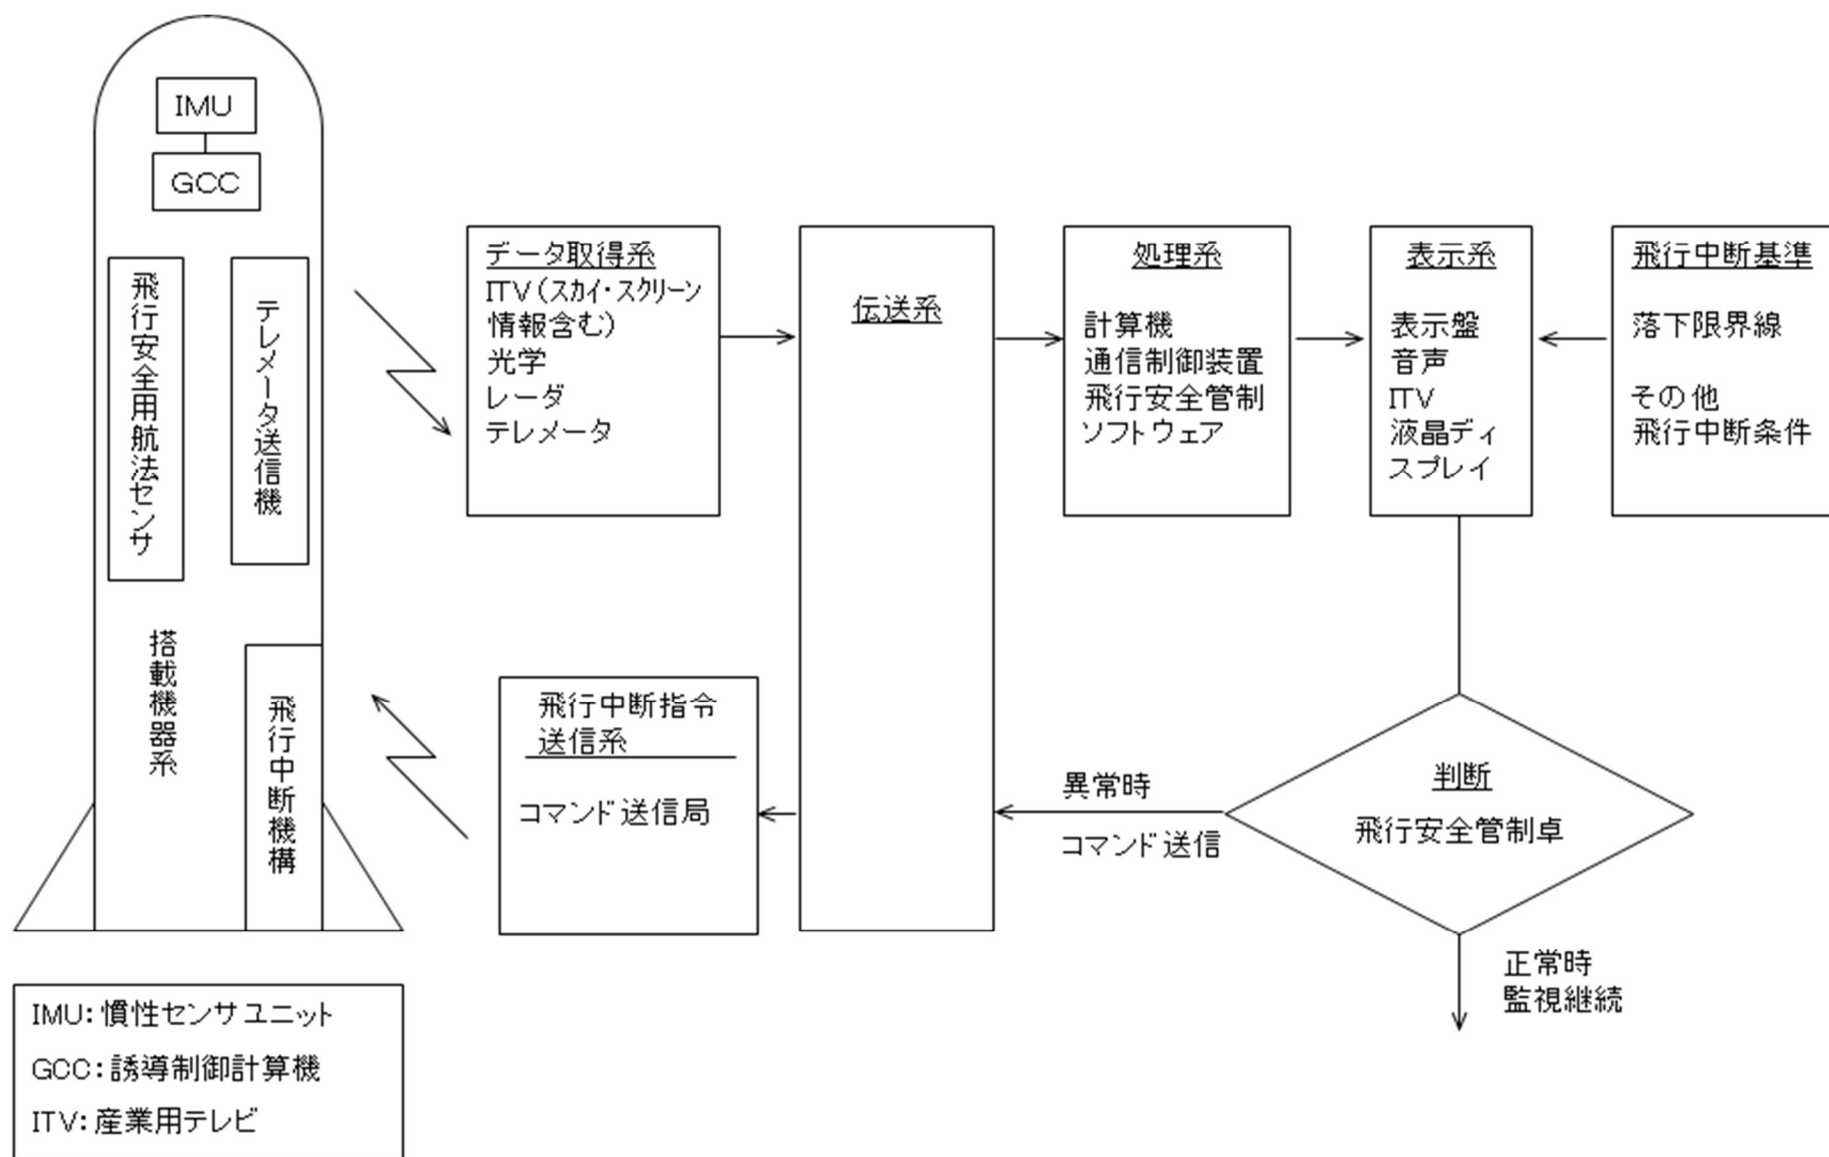 IMU
GCC
飛行安全用航法センサ
テレメータ送信機
搭載機器系
飛行中断機構
データ取得系
ITV(スカイ・スクリーン
情報含む)
光学
レーダ
テレメータ
伝送系
処理系
計算機
通信制御装置
飛行安全管制
ソフトウェア
表示系
表示盤
音声
ITV
液晶ディ
スプレイ
飛行中断基準
落下限界線
その他
飛行中断条件
飛行中断指令
送信系
コマンド送信局
異常時
コマンド送信
判断
飛行安全管制卓
正常時
監視継続
IMU:慣性センサユニット
GCC:誘導制御計算機
ITV:産業用テレビ